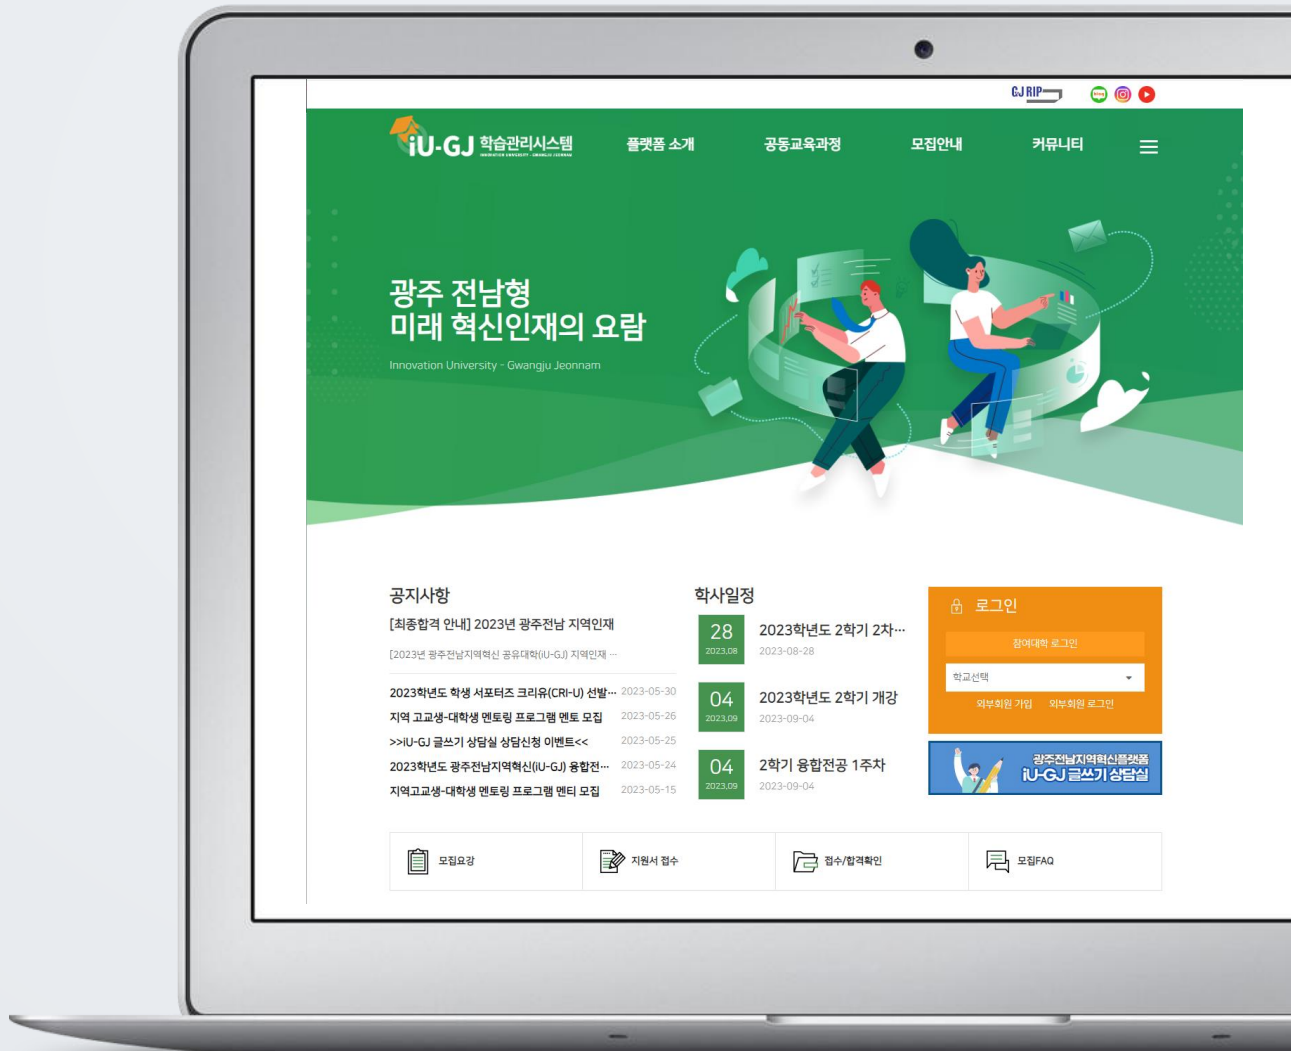 GJ RIP
iU-GJ 학습관리시스템
INNOVATION UNIVERSITY - GWANGJU JEONNAM
플랫폼 소개
공동교육과정
모집안내
커뮤니티
광주 전남형
미래 혁신인재의 요람
Innovation University - Gwangju Jeonnam
공지사항
[최종합격 안내] 2023년 광주전남 지역인재
[2023년 광주전남지역혁신 공유대학(iU-GJ) 지역인재 ···
2023학년도 학생 서포터즈 크리유(CRI-U) 선발··· 2023-05-30
지역 고교생-대학생 멘토링 프로그램 멘토 모집 2023-05-26
>>iU-GJ 글쓰기 상담실 상담신청 이벤트<< 2023-05-25
2023학년도 광주전남지역혁신(iU-GJ) 융합전··· 2023-05-24
지역고교생-대학생 멘토링 프로그램 멘티 모집 2023-05-15
학사일정
28
2023.08
2023학년도 2학기 2차···
2023-08-28
04
2023.09
2023학년도 2학기 개강
2023-09-04
04
2023.09
2학기 융합전공 1주차
2023-09-04
로그인
참여대학 로그인
학교선택
외부회원 가입 외부회원 로그인
광주전남지역혁신플랫폼
iU-GJ 글쓰기 상담실
모집요강
지원서 접수
접수/합격확인
모집FAQ